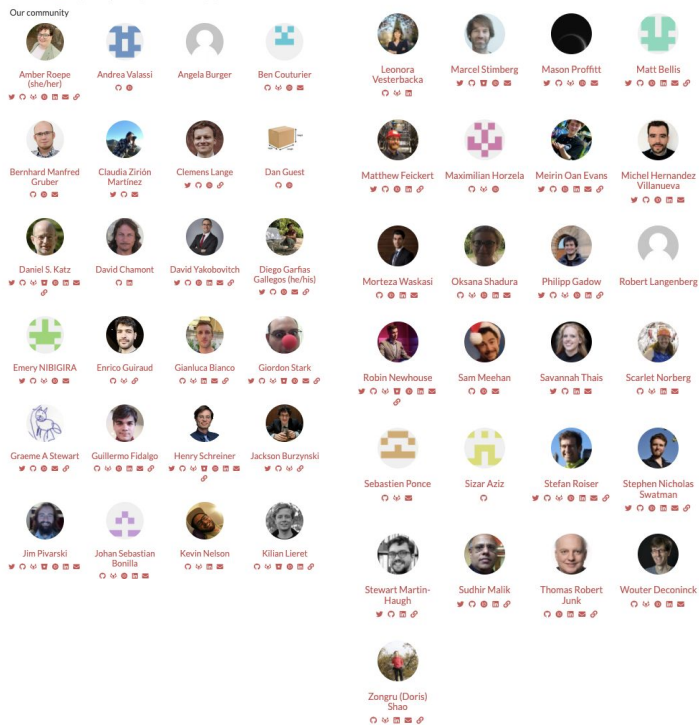 Our community
Amber Roepe
(she/her)
Andrea Valassi
Angela Burger
Ben Couturier
Bernhard Manfred
Gruber
Claudia Zirión
Martínez
Clemens Lange
Dan Guest
Daniel S. Katz
David Chamont
David Yakobovitch
Diego Garñas
Gallegos (he/his)
Emery NIBIGIRA
Enrico Guiraud
Gianluca Bianco
Giordon Stark
Graeme A Stewart
Guillermo Fidalgo
Henry Schreiner
Jackson Burzynski
Jim Pivarski
Johan Sebastian
Bonilla
Kevin Nelson
Kilian Lieret
Leonora
Vesterbacka
Marcel Stimberg
Mason Proffitt
Matt Bellis
Matthew Feickert
Maximilian Horzela
Meirin Oan Evans
Michel Hernandez
Villanueva
Morteza Waskasi
Oksana Shadura
Philipp Gadow
Robert Langenberg
Robin Newhouse
Sam Meehan
Savannah Thais
Scarlet Norberg
Sebastien Ponce
Sizar Aziz
Stefan Roiser
Stephen Nicholas
Swatman
Stewart Martin-
Haugh
Sudhir Malik
Thomas Robert
Junk
Wouter Deconinck
Zongru (Doris)
Shao